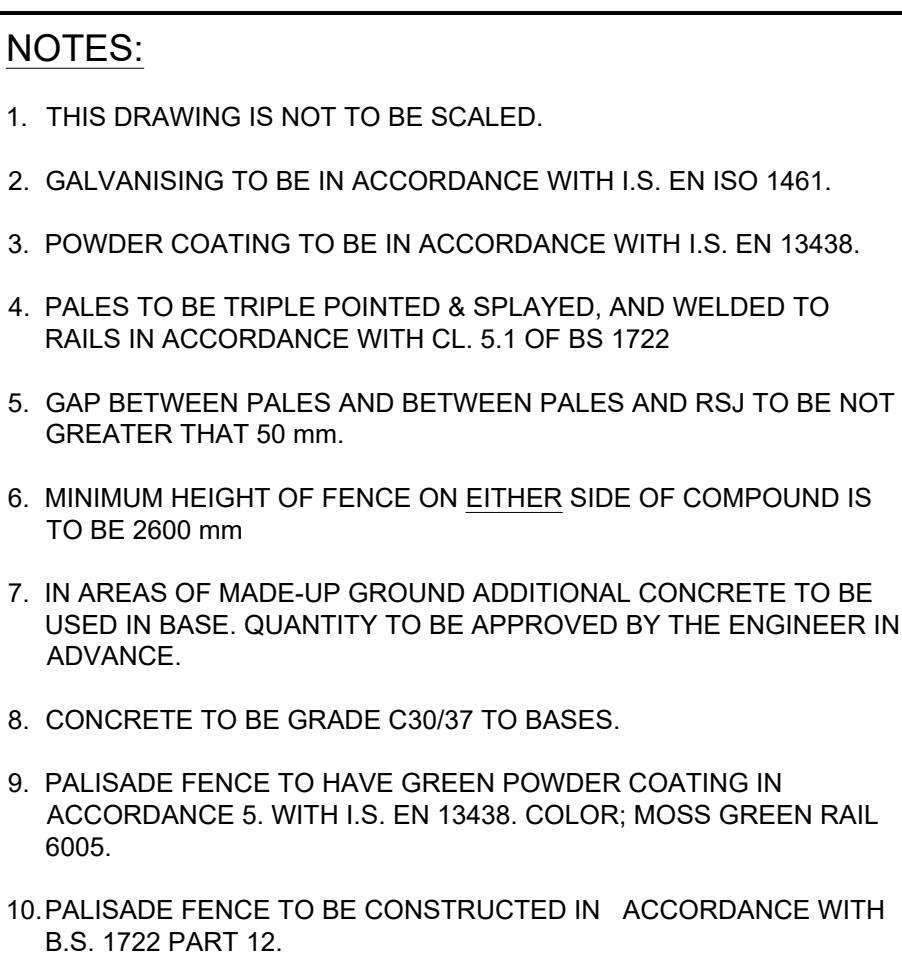 NOTES:
1. THIS DRAWING IS NOT TO BE SCALED.
2. GALVANISING TO BE IN ACCORDANCE WITH I.S. EN ISO 1461.
3. POWDER COATING TO BE IN ACCORDANCE WITH I.S. EN 13438.
4. PALES TO BE TRIPLE POINTED & SPLAYED, AND WELDED TO
RAILS IN ACCORDANCE WITH CL. 5.1 OF BS 1722
5. GAP BETWEEN PALES AND BETWEEN PALES AND RSJ TO BE NOT
GREATER THAT 50 mm.
6. MINIMUM HEIGHT OF FENCE ON EITHER SIDE OF COMPOUND IS
TO BE 2600 mm
7. IN AREAS OF MADE-UP GROUND ADDITIONAL CONCRETE TO BE
USED IN BASE. QUANTITY TO BE APPROVED BY THE ENGINEER IN
ADVANCE.
8. CONCRETE TO BE GRADE C30/37 TO BASES.
9. PALISADE FENCE TO HAVE GREEN POWDER COATING IN
ACCORDANCE 5. WITH I.S. EN 13438. COLOR; MOSS GREEN RAIL
6005.
10.PALISADE FENCE TO BE CONSTRUCTED IN ACCORDANCE WITH
B.S. 1722 PART 12.